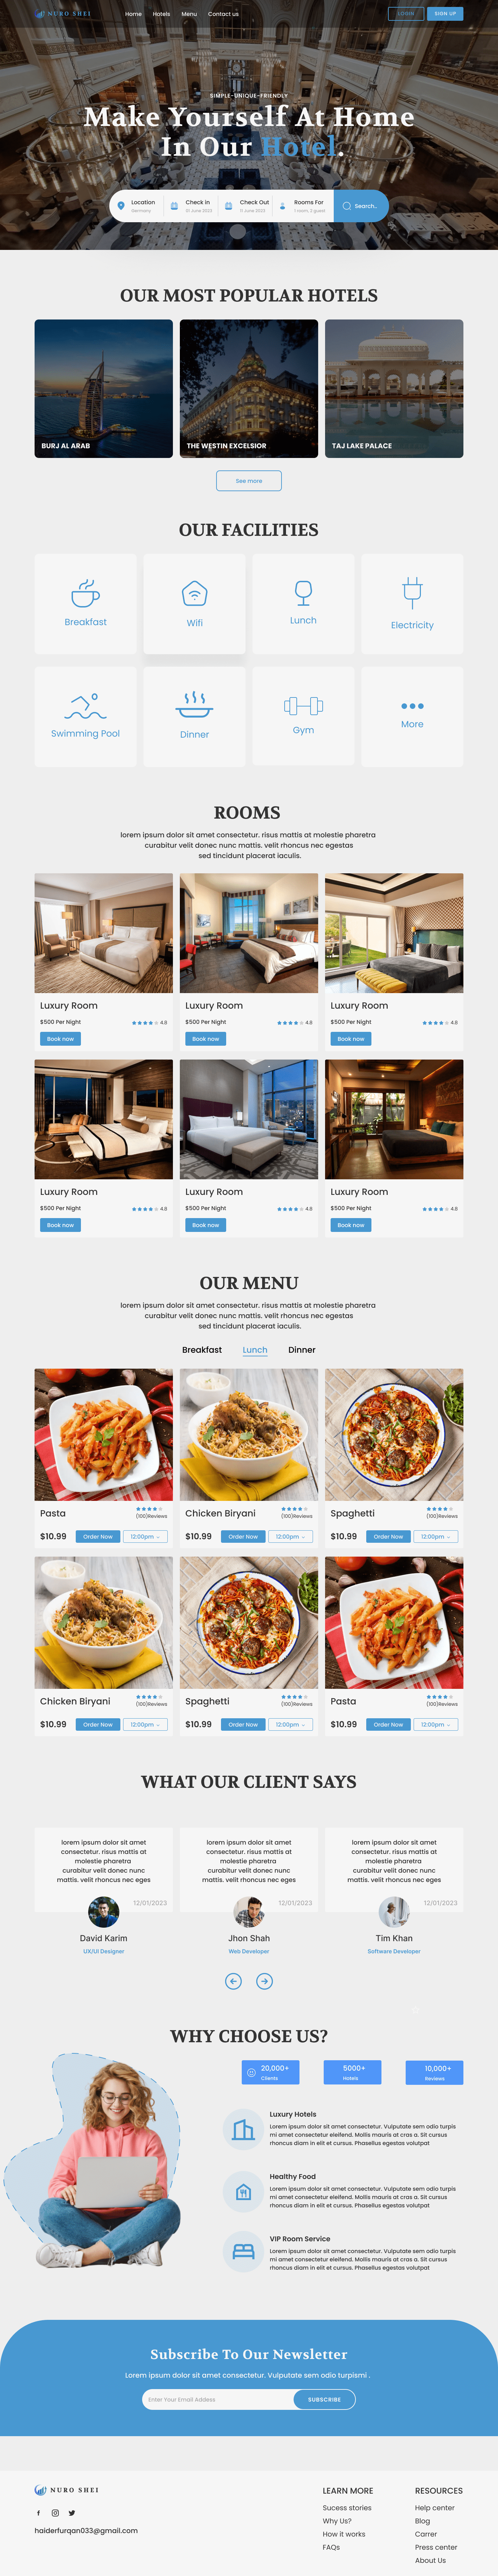 NURO SHEI
Home
Hotels
Menu
Contact us
LOGIN
SIGN UP
SIMPLE-UNIQUE-FRIENDLY
Make Yourself At Home
In Our Hotel.
Location
Germany
Check In
01 June 2023
Check Out
11 June 2023
Rooms For
1 room, 2 guest
Search..
OUR MOST POPULAR HOTELS
BURJ AL ARAB
THE WESTIN EXCELSIOR
TAJ LAKE PALACE
See more
OUR FACILITIES
Breakfast
Wifi
Lunch
Electricity
Swimming Pool
Dinner
Gym
More
ROOMS
lorem ipsum dolor sit amet consectetur. risus mattis at molestie pharetra
curabitur velit donec nunc mattis. velit rhoncus nec egestas
sed tincidunt placerat iaculis.
Luxury Room
$500 Per Night
4.8
Book now
Luxury Room
$500 Per Night
4.8
Book now
Luxury Room
$500 Per Night
4.8
Book now
Luxury Room
$500 Per Night
4.8
Book now
Luxury Room
$500 Per Night
4.8
Book now
Luxury Room
$500 Per Night
4.8
Book now
OUR MENU
lorem ipsum dolor sit amet consectetur. risus mattis at molestie pharetra
curabitur velit donec nunc mattis. velit rhoncus nec egestas
sed tincidunt placerat iaculis.
Breakfast
Lunch
Dinner
Pasta
(100)Reviews
$10.99
Order Now
12:00pm
Chicken Biryani
(100)Reviews
$10.99
Order Now
12:00pm
Spaghetti
(100)Reviews
$10.99
Order Now
12:00pm
Chicken Biryani
(100)Reviews
$10.99
Order Now
12:00pm
Spaghetti
(100)Reviews
$10.99
Order Now
12:00pm
Pasta
(100)Reviews
$10.99
Order Now
12:00pm
WHAT OUR CLIENT SAYS
lorem ipsum dolor sit amet
consectetur. risus mattis at
molestie pharetra
curabitur velit donec nunc
mattis. velit rhoncus nec eges
12/01/2023
David Karim
UX/UI Designer
lorem ipsum dolor sit amet
consectetur. risus mattis at
molestie pharetra
curabitur velit donec nunc
mattis. velit rhoncus nec eges
12/01/2023
Jhon Shah
Web Developer
lorem ipsum dolor sit amet
consectetur. risus mattis at
molestie pharetra
curabitur velit donec nunc
mattis. velit rhoncus nec eges
12/01/2023
Tim Khan
Software Developer
WHY CHOOSE US?
20,000+
Clients
5000+
Hotels
10,000+
Reviews
Luxury Hotels
Lorem ipsum dolor sit amet consectetur. Vulputate sem odio turpis
mi amet consectetur eleifend. Mollis mauris at cras a. Sit cursus
rhoncus diam in elit et cursus. Phasellus egestas volutpat
Healthy Food
Lorem ipsum dolor sit amet consectetur. Vulputate sem odio turpis
mi amet consectetur eleifend. Mollis mauris at cras a. Sit cursus
rhoncus diam in elit et cursus. Phasellus egestas volutpat
VIP Room Service
Lorem ipsum dolor sit amet consectetur. Vulputate sem odio turpis
mi amet consectetur eleifend. Mollis mauris at cras a. Sit cursus
rhoncus diam in elit et cursus. Phasellus egestas volutpat
Subscribe To Our Newsletter
Lorem ipsum dolor sit amet consectetur. Vulputate sem odio turpismi .
Enter Your Email Addess
SUBSCRIBE
NURO SHEI
haiderfurqan033@gmail.com
LEARN MORE
Sucess stories
Why Us?
How it works
FAQs
RESOURCES
Help center
Blog
Carrer
Press center
About Us